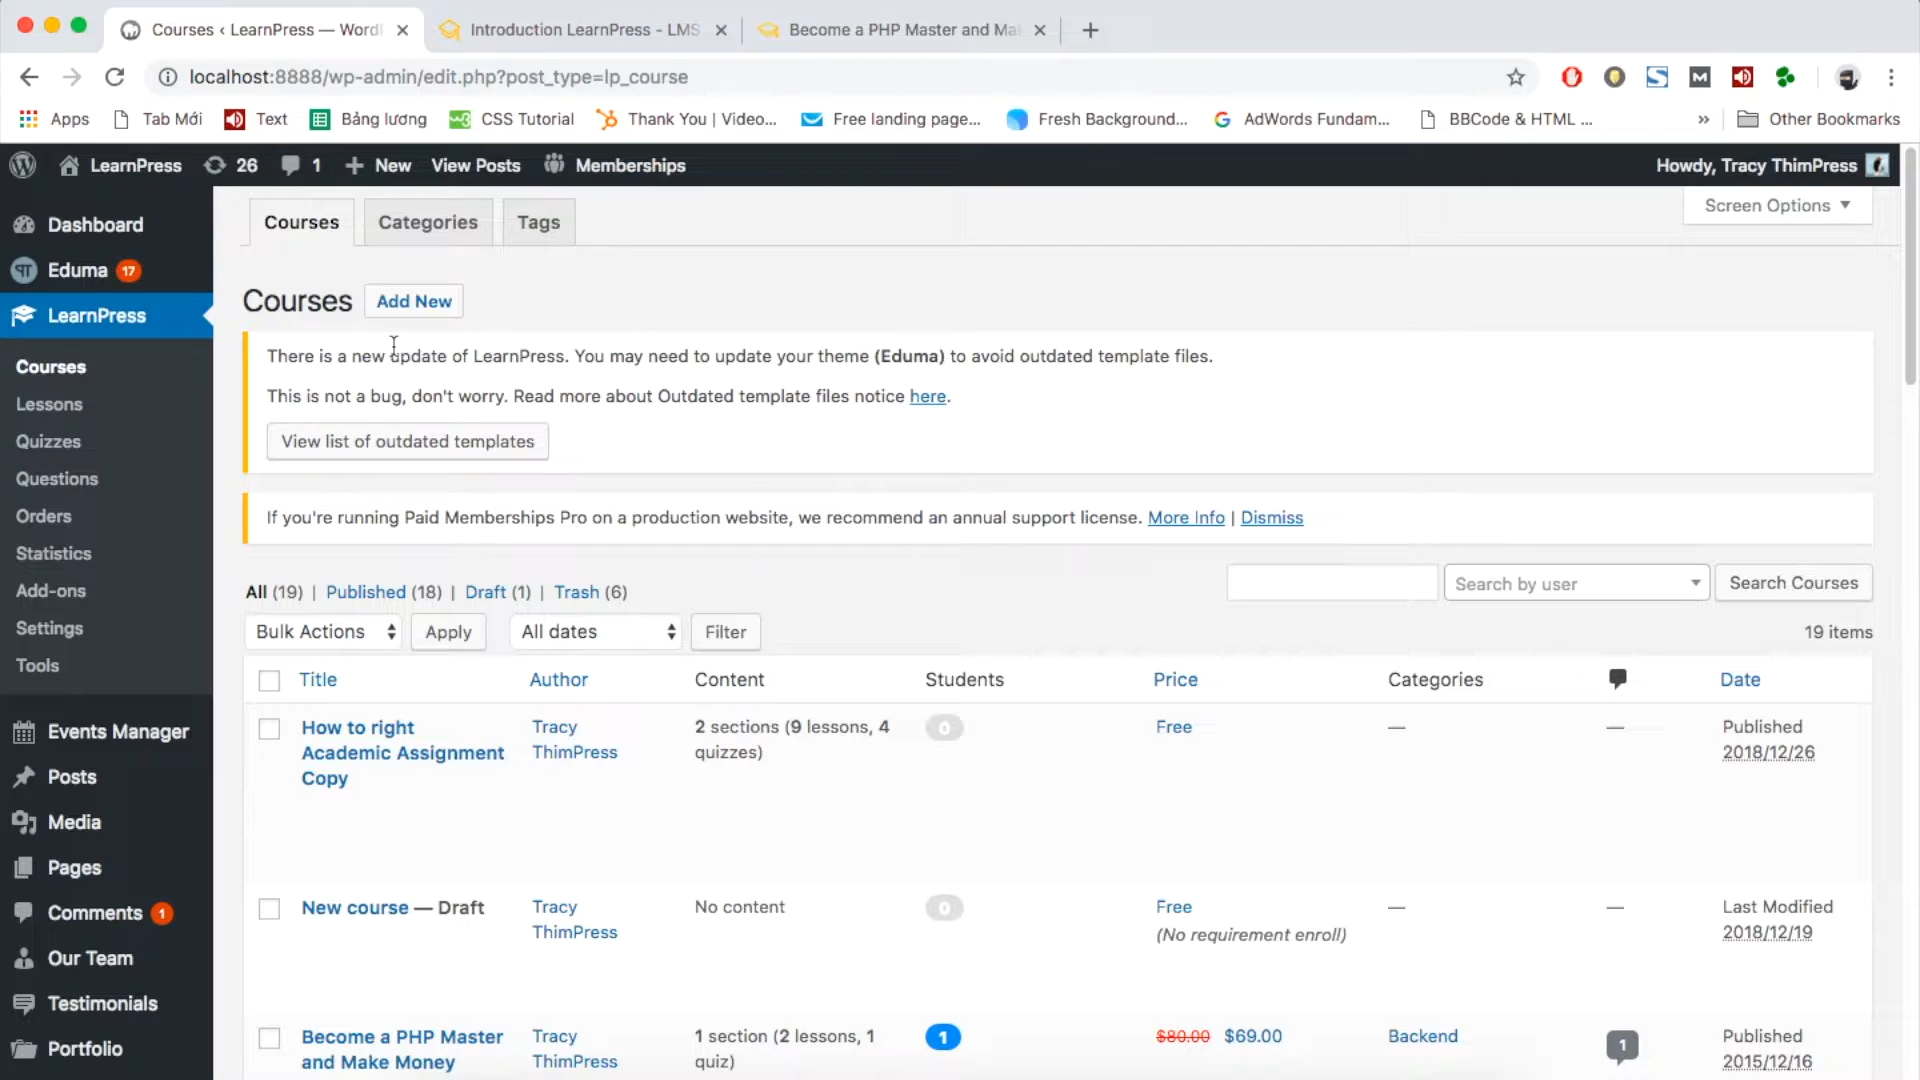 Courses ‹ LearnPress — Word
Introduction LearnPress - LMS
Become a PHP Master and Ma
localhost:8888/wp-admin/edit.php?post_type=lp_course
Apps
Tab Mới
Text
Bảng lương
CSS Tutorial
Thank You | Video...
Free landing page...
Fresh Background...
AdWords Fundam...
BBCode & HTML ...
»
Other Bookmarks
LearnPress
26
1
+ New
View Posts
Memberships
Howdy, Tracy ThimPress
Dashboard
Eduma 17
LearnPress
Courses
Lessons
Quizzes
Questions
Orders
Statistics
Add-ons
Settings
Tools
Events Manager
Posts
Media
Pages
Comments 1
Our Team
Testimonials
Portfolio
Courses
Categories
Tags
Screen Options
Courses
Add New
There is a new update of LearnPress. You may need to update your theme (Eduma) to avoid outdated template files.
This is not a bug, don't worry. Read more about Outdated template files notice here.
View list of outdated templates
If you're running Paid Memberships Pro on a production website, we recommend an annual support license. More Info | Dismiss
All (19) | Published (18) | Draft (1) | Trash (6)
Search by user
Search Courses
Bulk Actions
Apply
All dates
Filter
19 items
Title
Author
Content
Students
Price
Categories
Date
How to right
Academic Assignment
Copy
Tracy
ThimPress
2 sections (9 lessons, 4
quizzes)
0
Free
—
—
Published
2018/12/26
New course — Draft
Tracy
ThimPress
No content
0
Free
(No requirement enroll)
—
—
Last Modified
2018/12/19
Become a PHP Master
and Make Money
Tracy
ThimPress
1 section (2 lessons, 1
quiz)
1
$80.00 $69.00
Backend
1
Published
2015/12/16